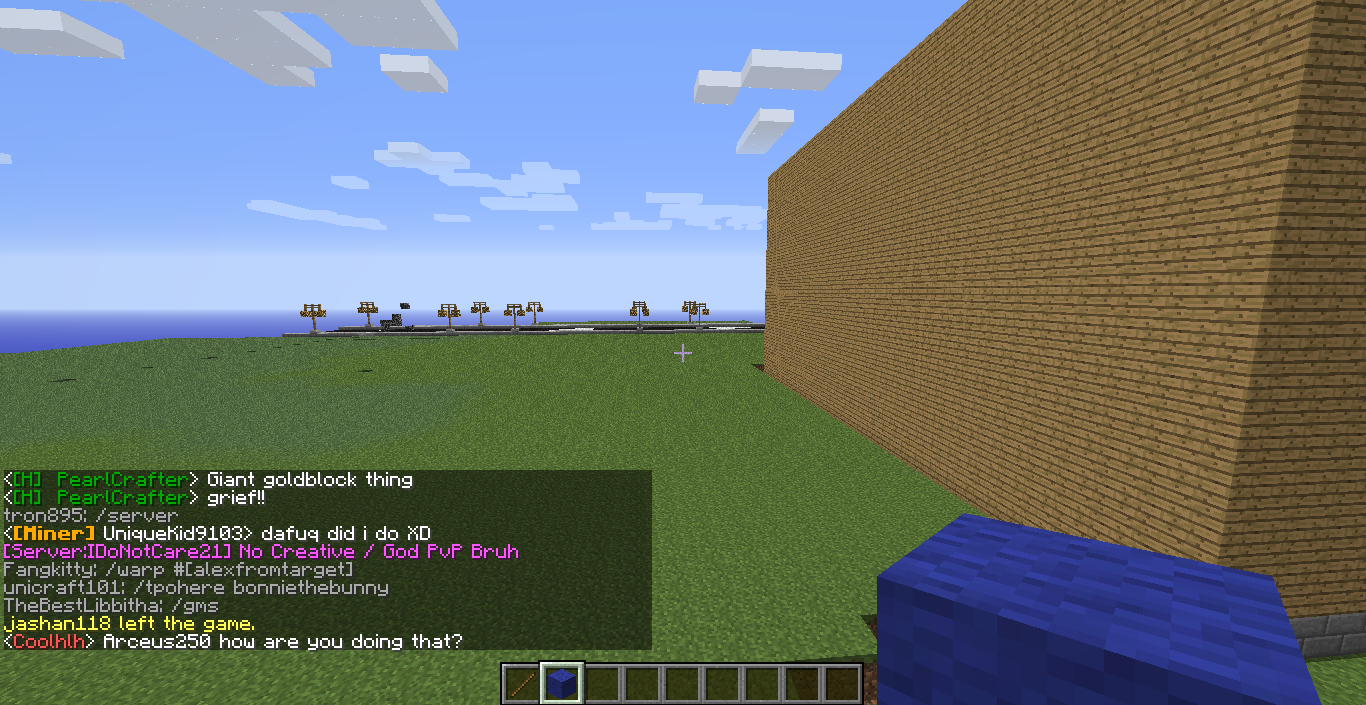 <[H] PearlCrafter> Giant goldblock thing
<[H] PearlCrafter> grief!!
tron895: /server
<[Miner] UniqueKid9103> dafuq did i do XD
[Server:IDoNotCare21] No Creative / God PvP Bruh
Fangkitty: /warp #[alexfromtarget]
unicraft101: /tpohere bonniethebunny
TheBestLibbitha: /gms
jashan118 left the game.
<Coolhlh> Arceus250 how are you doing that?